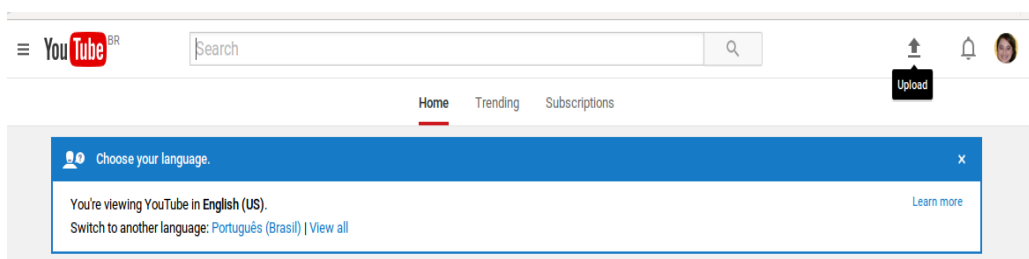 YouTube BR
Search
Upload
Home Trending Subscriptions
Choose your language. x
You're viewing YouTube in English (US). Learn more
Switch to another language: Português (Brasil) | View all